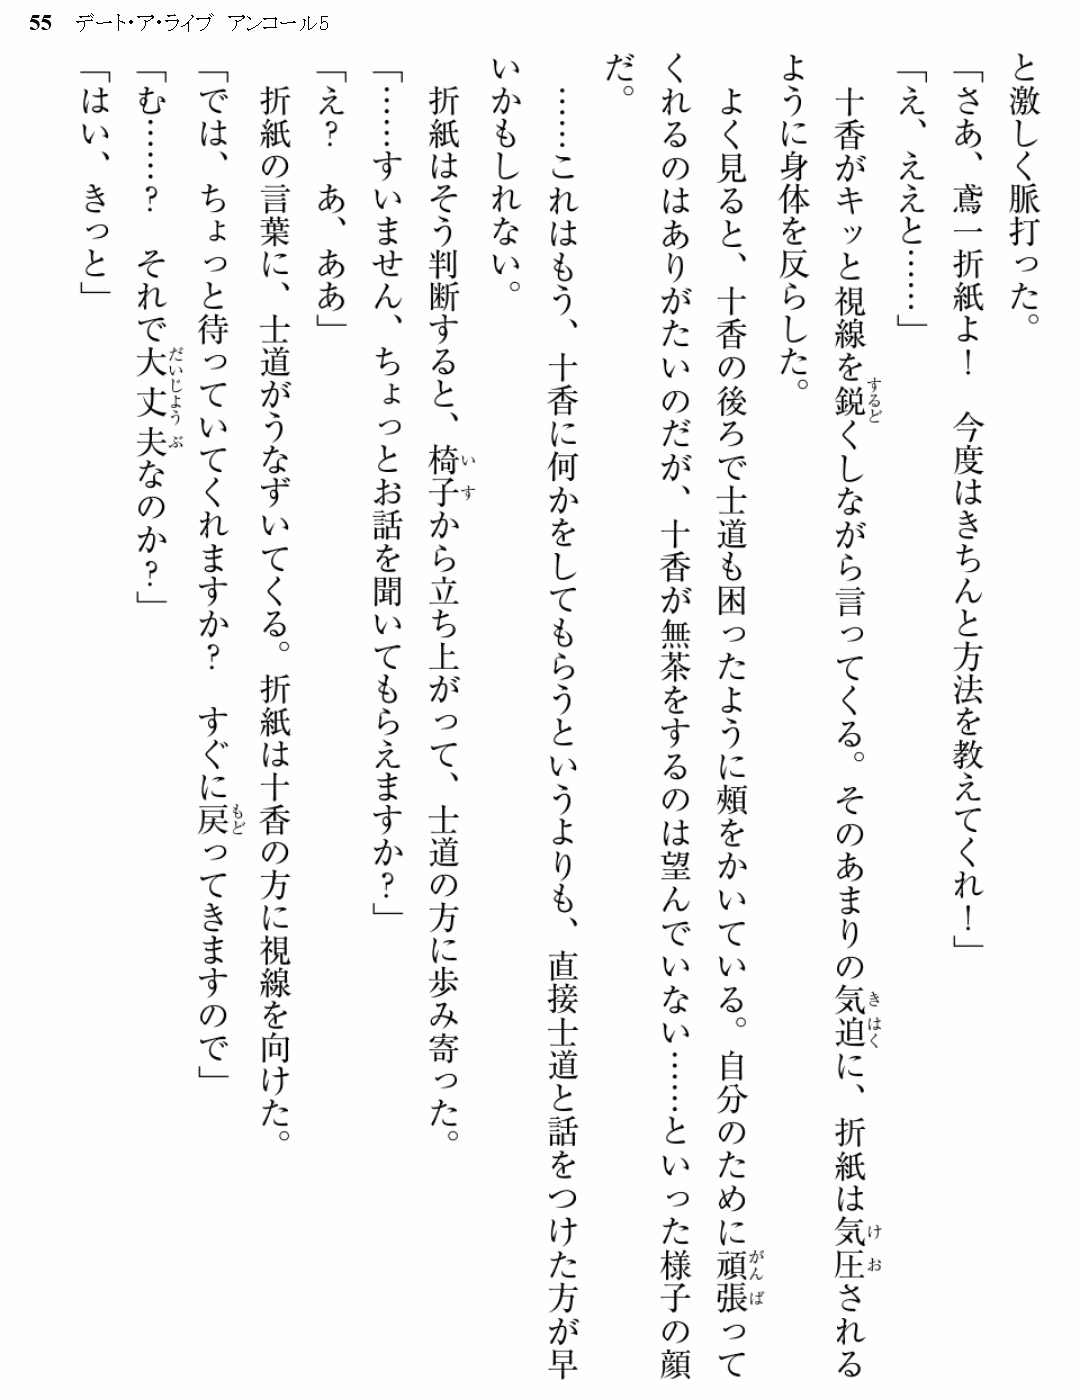 55 デート・ア・ライブ アンコール5
と激しく脈打った。
「さあ、鳶一折紙よ！　今度はきちんと方法を教えてくれ！」
「え、ええと……」
　十香がキッと視線を鋭くしながら言ってくる。そのあまりの気迫に、折紙は気圧される
ように身体を反らした。
　よく見ると、十香の後ろで士道も困ったように頰をかいている。自分のために頑張って
くれるのはありがたいのだが、十香が無茶をするのは望んでいない……といった様子の顔
だ。
　……これはもう、十香に何かをしてもらうというよりも、直接士道と話をつけた方が早
いかもしれない。
　折紙はそう判断すると、椅子から立ち上がって、士道の方に歩み寄った。
「……すいません、ちょっとお話を聞いてもらえますか？」
「え？　あ、ああ」
　折紙の言葉に、士道がうなずいてくる。折紙は十香の方に視線を向けた。
「では、ちょっと待っていてくれますか？　すぐに戻ってきますので」
「む……？　それで大丈夫なのか？」
「はい、きっと」